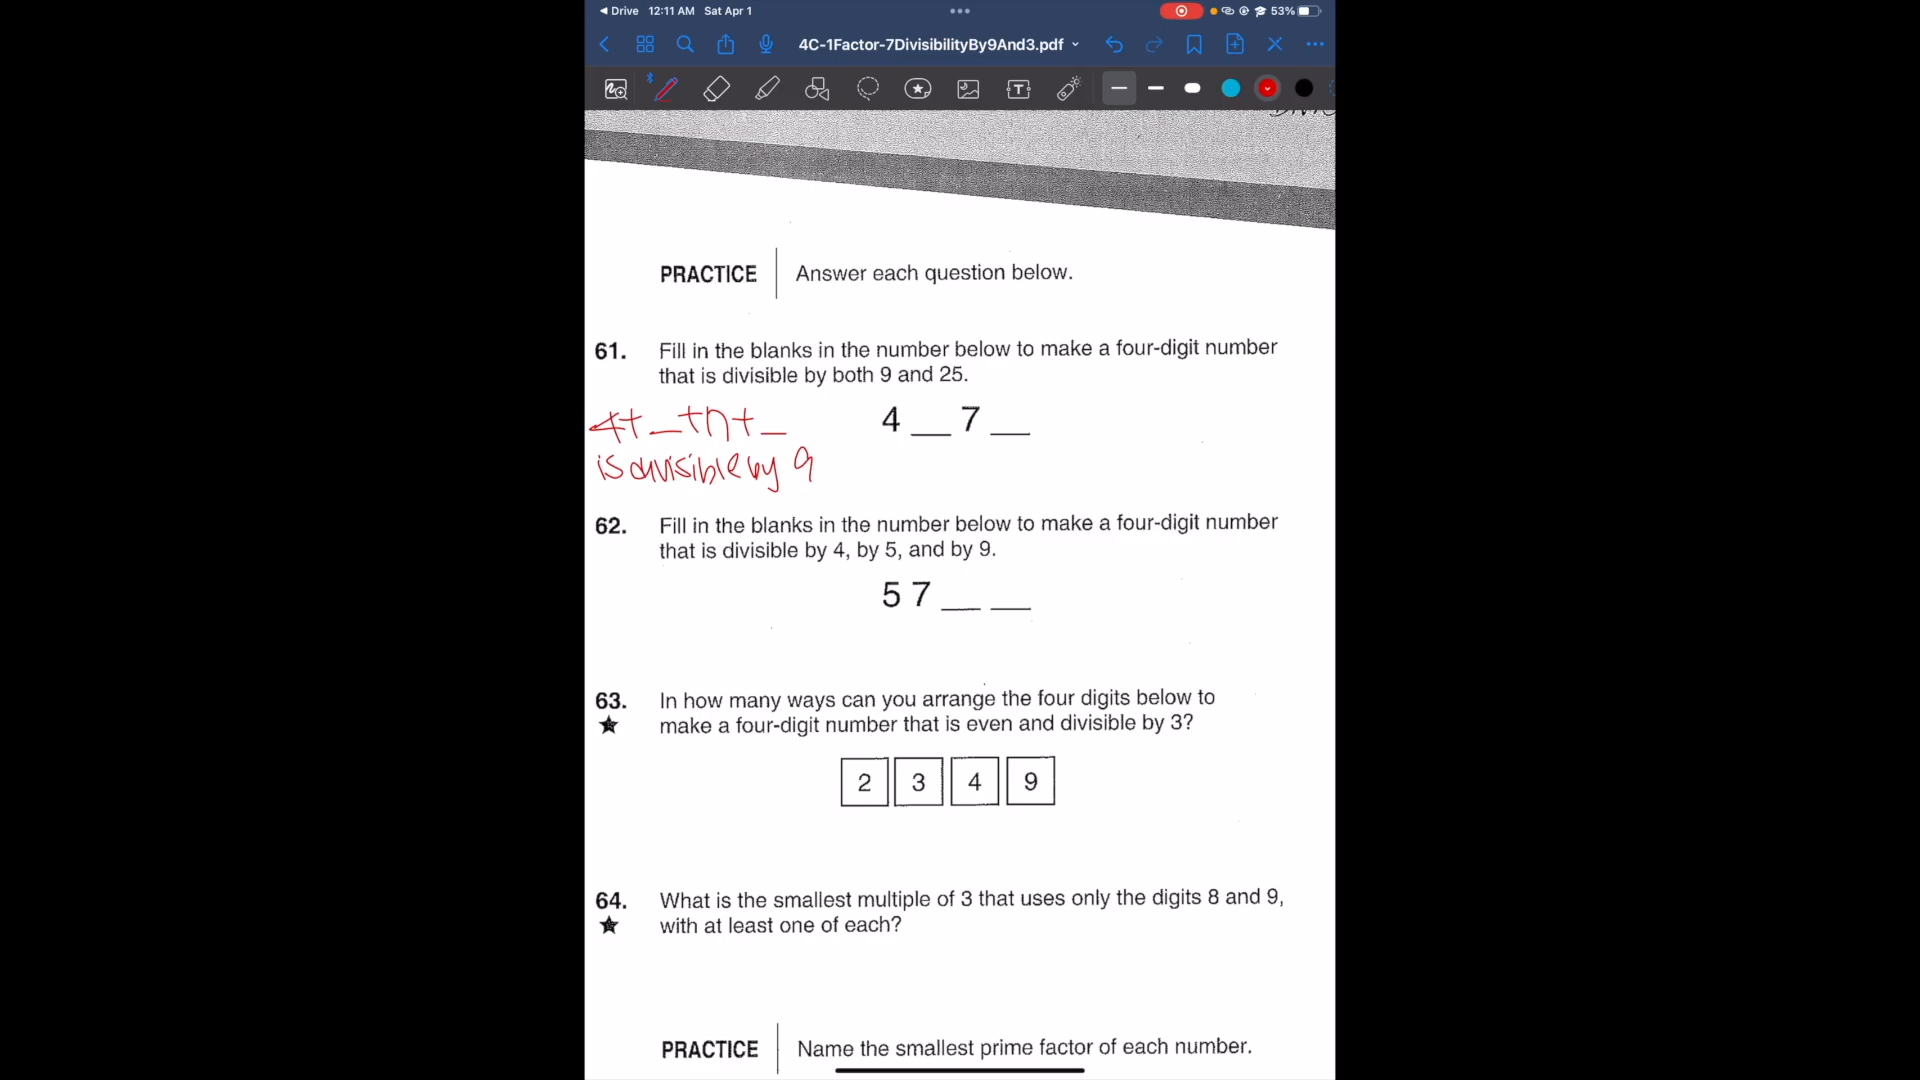 Drive 12:11 AM Sat Apr 1
53%
4C-1Factor-7DivisibilityBy9And3.pdf
PRACTICE Answer each question below.
61. Fill in the blanks in the number below to make a four-digit number
that is divisible by both 9 and 25.
4+_+7+_
4 __ 7 __
is divisible by 9
62. Fill in the blanks in the number below to make a four-digit number
that is divisible by 4, by 5, and by 9.
5 7 __ __
63. In how many ways can you arrange the four digits below to
★ make a four-digit number that is even and divisible by 3?
2 3 4 9
64. What is the smallest multiple of 3 that uses only the digits 8 and 9,
★ with at least one of each?
PRACTICE Name the smallest prime factor of each number.